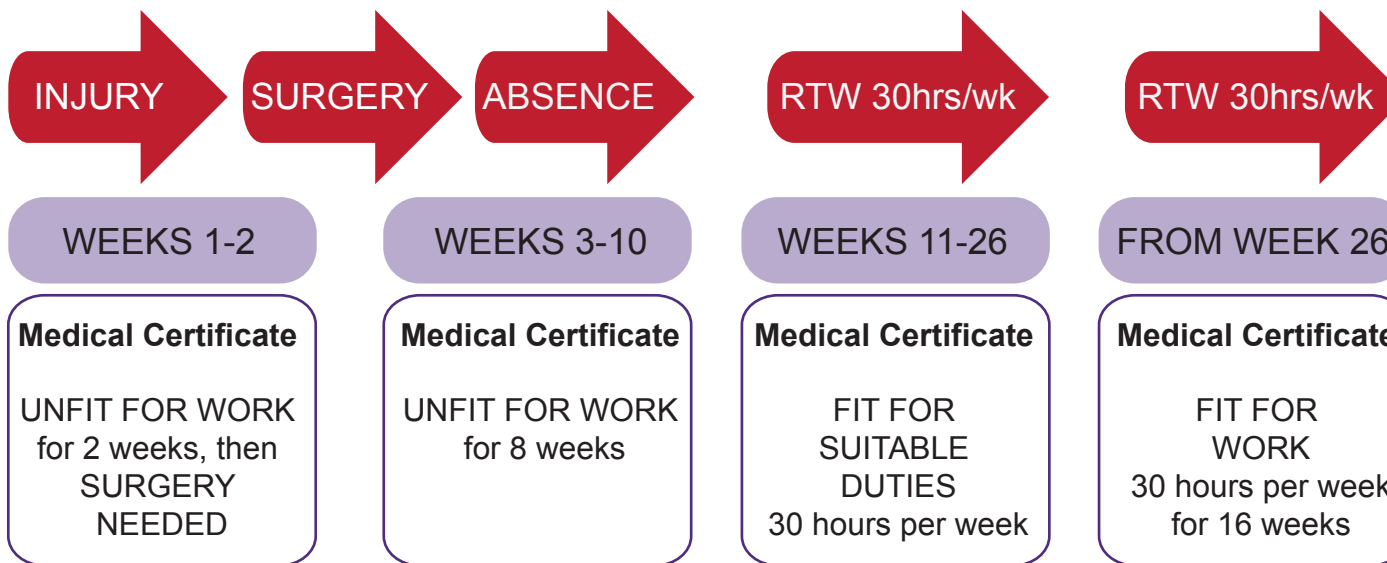 INJURY
SURGERY
ABSENCE
RTW 30hrs/wk
RTW 30hrs/wk
WEEKS 1-2
WEEKS 3-10
WEEKS 11-26
FROM WEEK 26
Medical Certificate
UNFIT FOR WORK
for 2 weeks, then
SURGERY
NEEDED
Medical Certificate
UNFIT FOR WORK
for 8 weeks
Medical Certificate
FIT FOR
SUITABLE
DUTIES
30 hours per week
Medical Certificate
FIT FOR
WORK
30 hours per week
for 16 weeks